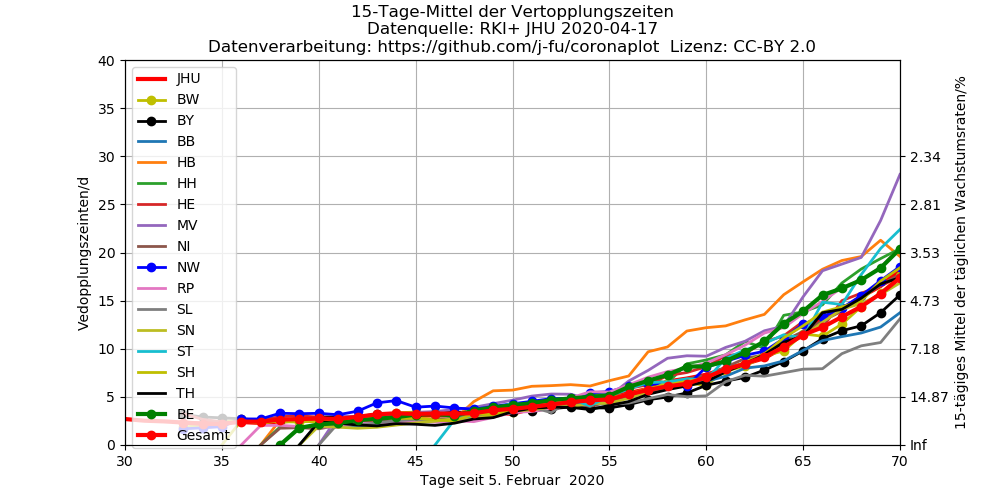 15-Tage-Mittel der Vertopplungszeiten
Datenquelle: RKI+ JHU 2020-04-17
Datenverarbeitung: https://github.com/j-fu/coronaplot  Lizenz: CC-BY 2.0
40
35
30
25
20
15
10
5
0
Vedopplungszeinten/d
JHU
BW
BY
BB
HB
HH
HE
MV
NI
NW
RP
SL
SN
ST
SH
TH
BE
Gesamt
2.34
2.81
3.53
4.73
7.18
14.87
Inf
15-tägiges Mittel der täglichen Wachstumsraten/%
30 35 40 45 50 55 60 65 70
Tage seit 5. Februar  2020